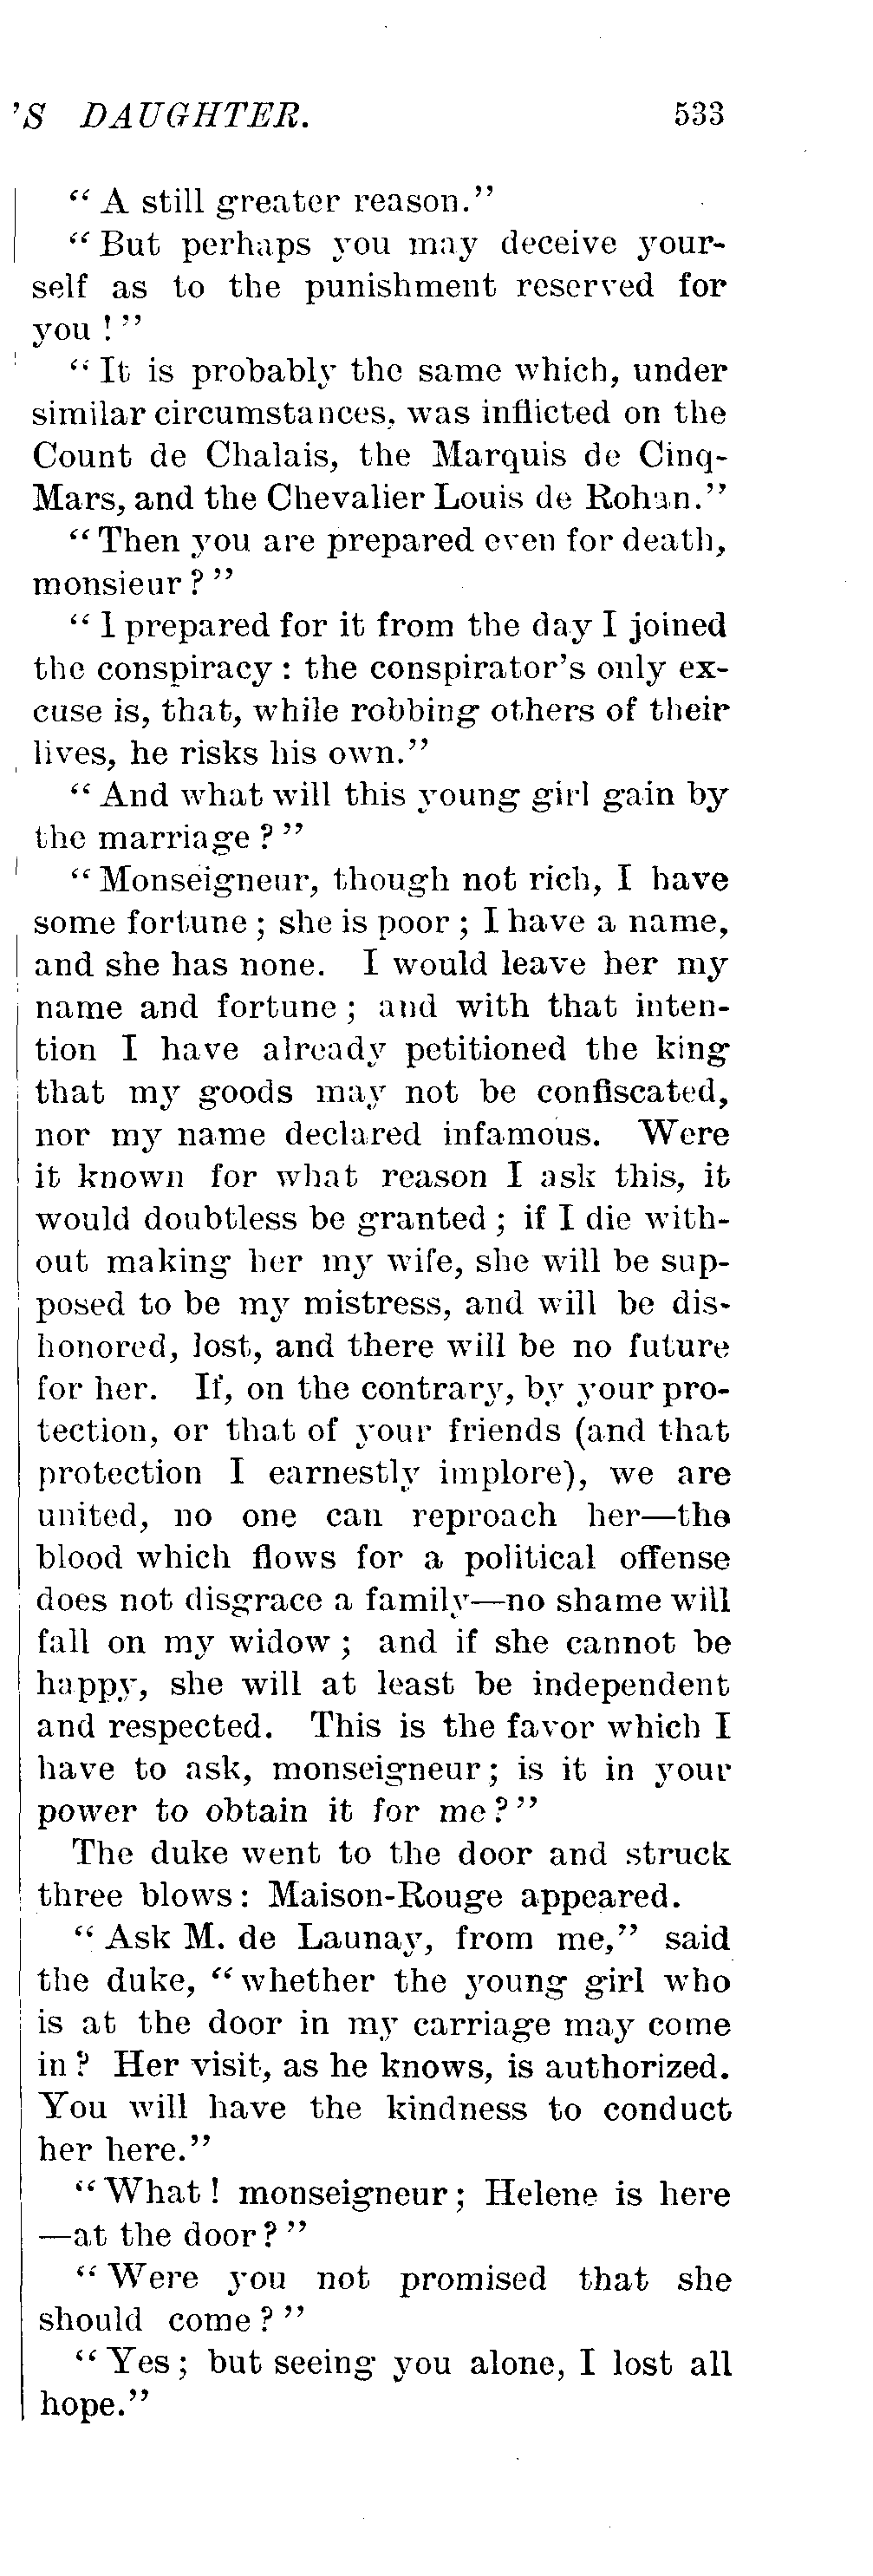 'S DAUGHTER. 533
“ A still greater reason.”
“ But perhaps you may deceive your-
self as to the punishment reserved for
you ! ”
“ It is probably the same which, under
similar circumstances, was inflicted on the
Count de Chalais, the Marquis de Cinq-
Mars, and the Chevalier Louis de Rohan.”
“ Then you are prepared even for death,
monsieur ? ”
“ I prepared for it from the day I joined
the conspiracy : the conspirator’s only ex-
cuse is, that, while robbing others of their
lives, he risks his own.”
“ And what will this young girl gain by
the marriage ? ”
“ Monseigneur, though not rich, I have
some fortune ; she is poor ; I have a name,
and she has none. I would leave her my
name and fortune ; and with that inten-
tion I have already petitioned the king
that my goods may not be confiscated,
nor my name declared infamous. Were
it known for what reason I ask this, it
would doubtless be granted ; if I die with-
out making her my wife, she will be sup-
posed to be my mistress, and will be dis-
honored, lost, and there will be no future
for her. If, on the contrary, by your pro-
tection, or that of your friends (and that
protection I earnestly implore), we are
united, no one can reproach her—the
blood which flows for a political offense
does not disgrace a family—no shame will
fall on my widow ; and if she cannot be
happy, she will at least be independent
and respected. This is the favor which I
have to ask, monseigneur ; is it in your
power to obtain it for me ? ”
The duke went to the door and struck
three blows : Maison-Rouge appeared.
“ Ask M. de Launay, from me,” said
the duke, “ whether the young girl who
is at the door in my carriage may come
in ? Her visit, as he knows, is authorized.
You will have the kindness to conduct
her here.”
“ What ! monseigneur ; Helene is here
—at the door ? ”
“ Were you not promised that she
should come ? ”
“ Yes ; but seeing you alone, I lost all
hope.”